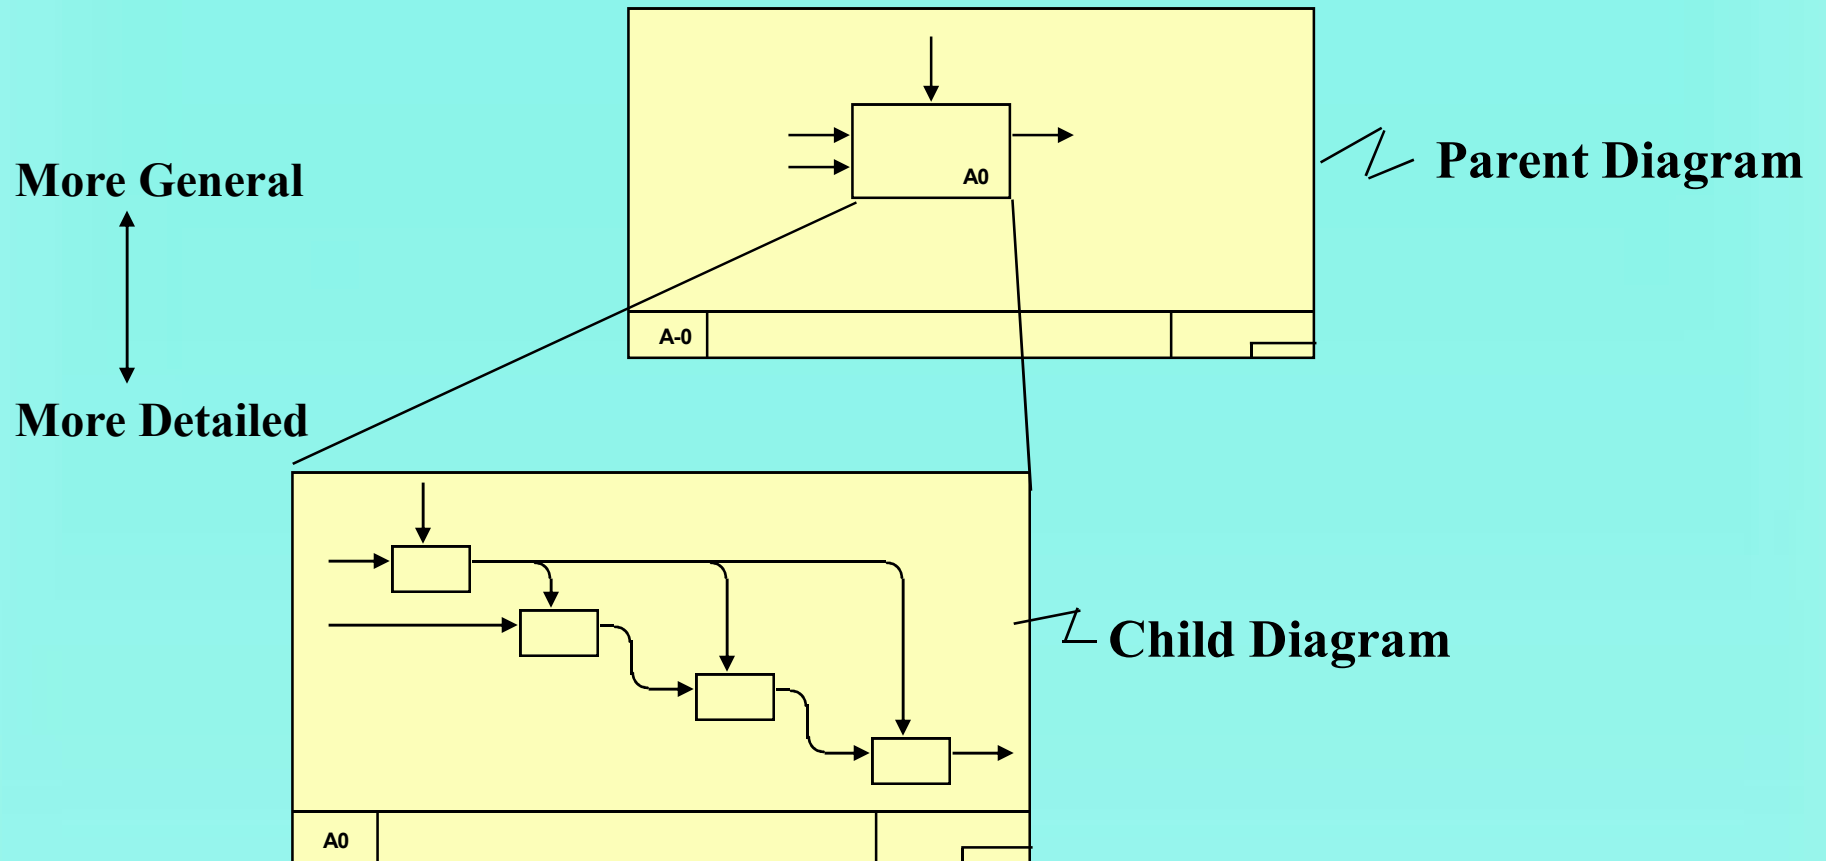 A0
Parent Diagram
More General
A-0
More Detailed
Child Diagram
A0